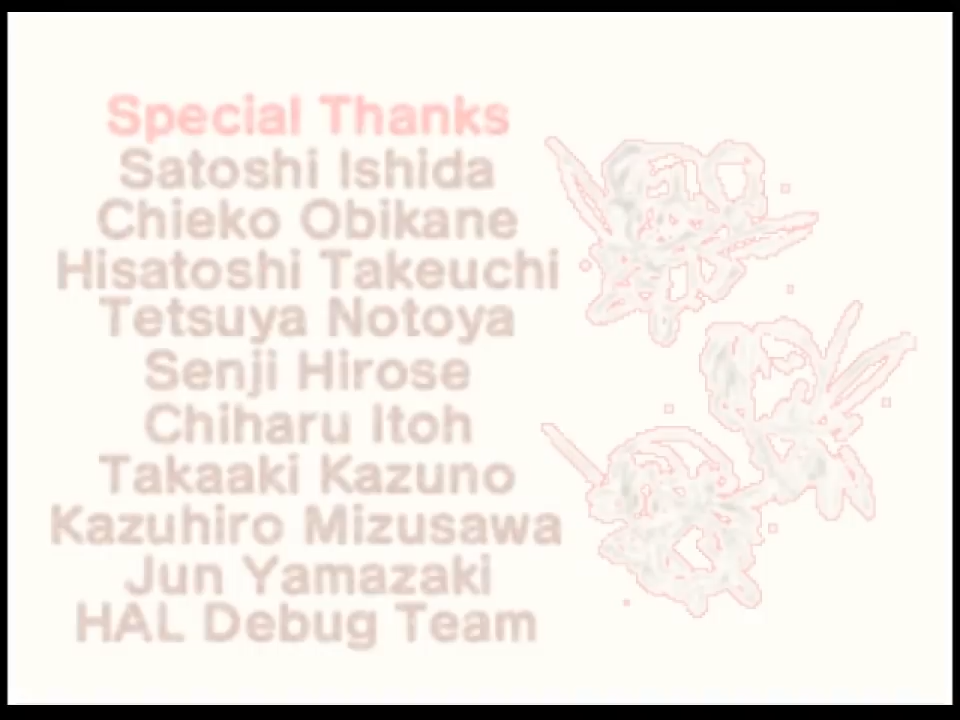 Special Thanks
Satoshi Ishida
Chieko Obikane
Hisatoshi Takeuchi
Tetsuya Notoya
Senji Hirose
Chiharu Itoh
Takaaki Kazuno
Kazuhiro Mizusawa
Jun Yamazaki
HAL Debug Team